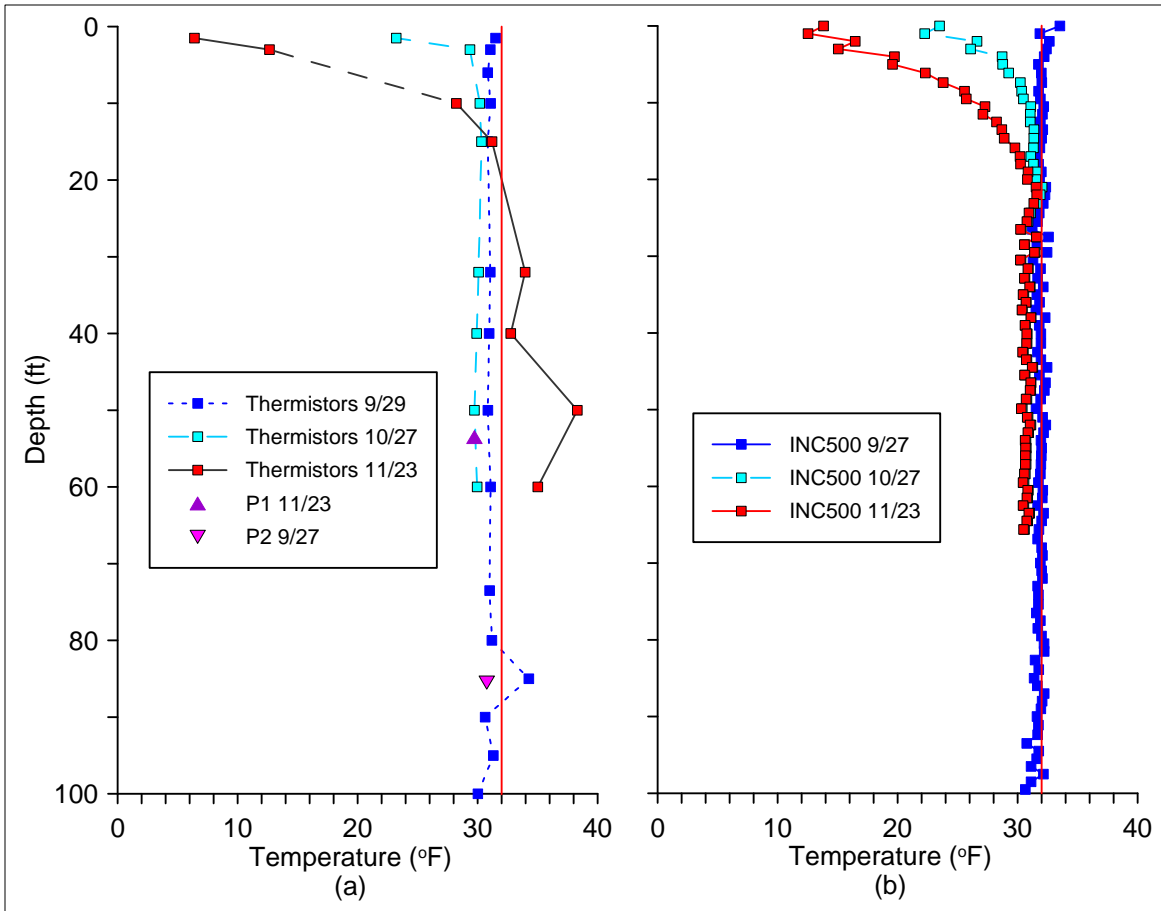 0
20
40
60
80
100
Depth (ft)
Thermistors 9/29
Thermistors 10/27
Thermistors 11/23
P1 11/23
P2 9/27
0 10 20 30 40
Temperature (°F)
(a)
INC500 9/27
INC500 10/27
INC500 11/23
0 10 20 30 40
Temperature (°F)
(b)